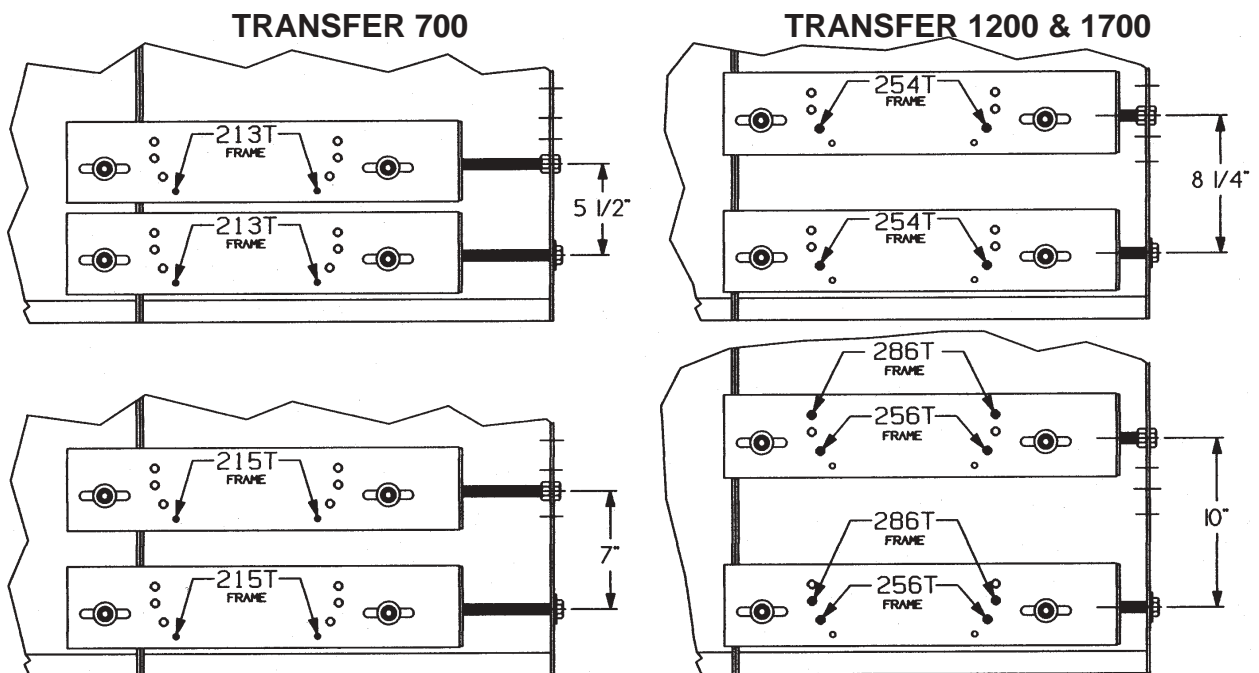 TRANSFER 700
213T
FRAME
213T
FRAME
5 1/2"
215T
FRAME
215T
FRAME
7"
TRANSFER 1200 & 1700
254T
FRAME
254T
FRAME
8 1/4"
286T
FRAME
256T
FRAME
286T
FRAME
256T
FRAME
10"